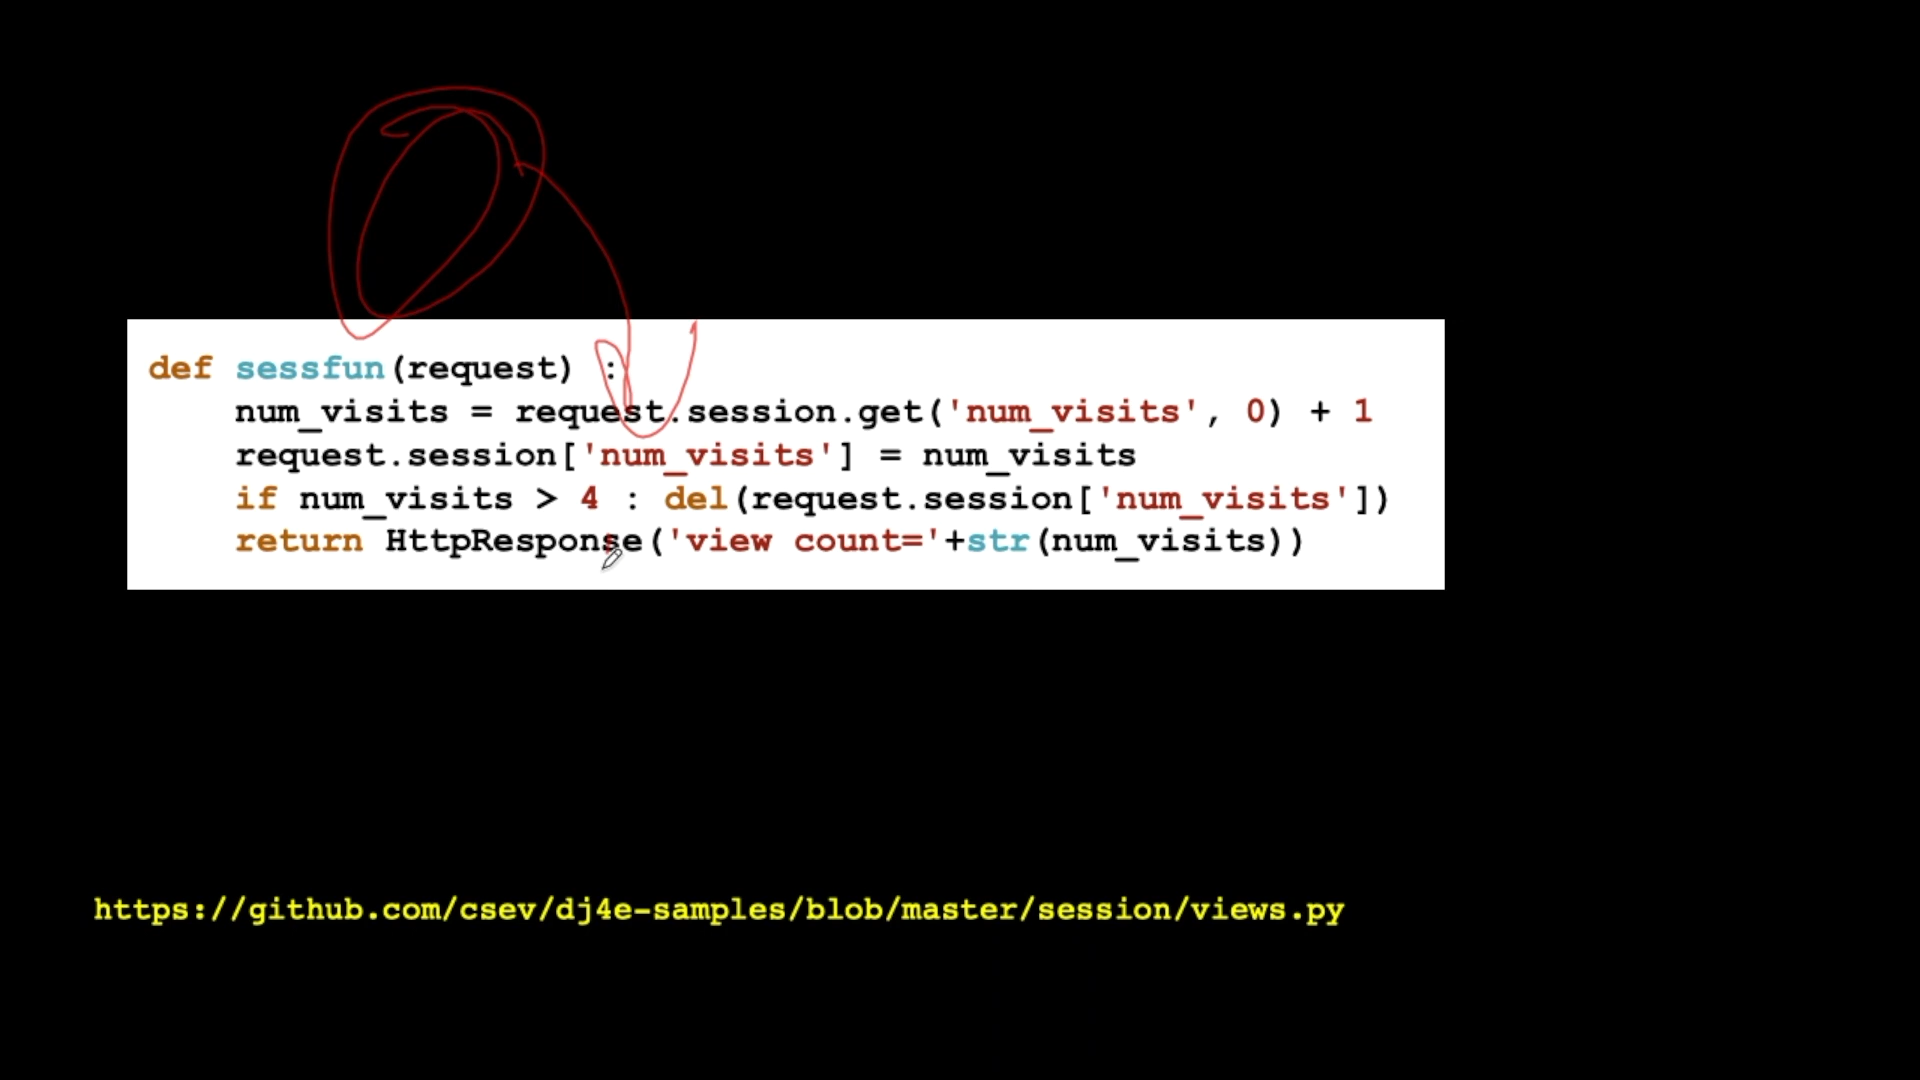 def sessfun(request) :
    num_visits = request.session.get('num_visits', 0) + 1
    request.session['num_visits'] = num_visits
    if num_visits > 4 : del(request.session['num_visits'])
    return HttpResponse('view count='+str(num_visits))
https://github.com/csev/dj4e-samples/blob/master/session/views.py